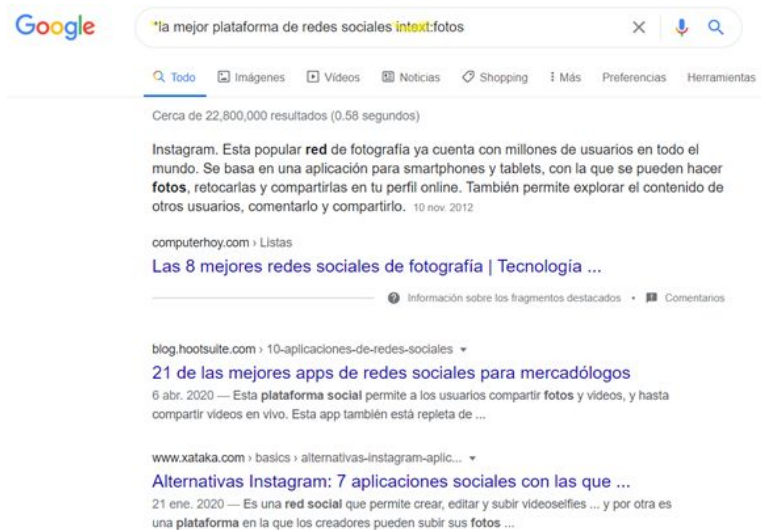 Google
"la mejor plataforma de redes sociales intext:fotos
Todo Imágenes Vídeos Noticias Shopping Más Preferencias Herramientas
Cerca de 22,800,000 resultados (0.58 segundos)
Instagram. Esta popular red de fotografía ya cuenta con millones de usuarios en todo el
mundo. Se basa en una aplicación para smartphones y tablets, con la que se pueden hacer
fotos, retocarlas y compartirlas en tu perfil online. También permite explorar el contenido de
otros usuarios, comentarlo y compartirlo. 10 nov. 2012
computerhoy.com › Listas
Las 8 mejores redes sociales de fotografía | Tecnología ...
Información sobre los fragmentos destacados • Comentarios
blog.hootsuite.com › 10-aplicaciones-de-redes-sociales
21 de las mejores apps de redes sociales para mercadólogos
6 abr. 2020 — Esta plataforma social permite a los usuarios compartir fotos y videos, y hasta
compartir videos en vivo. Esta app también está repleta de ...
www.xataka.com › basics › alternativas-instagram-aplic...
Alternativas Instagram: 7 aplicaciones sociales con las que ...
21 ene. 2020 — Es una red social que permite crear, editar y subir videoselfies ... y por otra es
una plataforma en la que los creadores pueden subir sus fotos ...